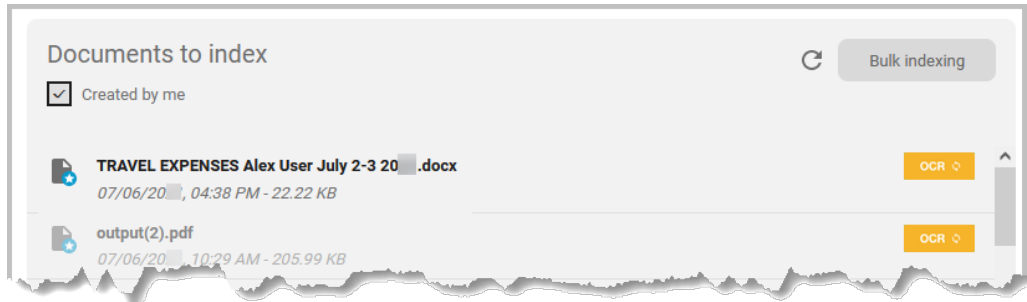 Documents to index
Bulk indexing
Created by me
TRAVEL EXPENSES Alex User July 2-3 20 .docx
OCR
07/06/20 , 04:38 PM - 22.22 KB
output(2).pdf
OCR
07/06/20 , 10:29 AM - 205.99 KB